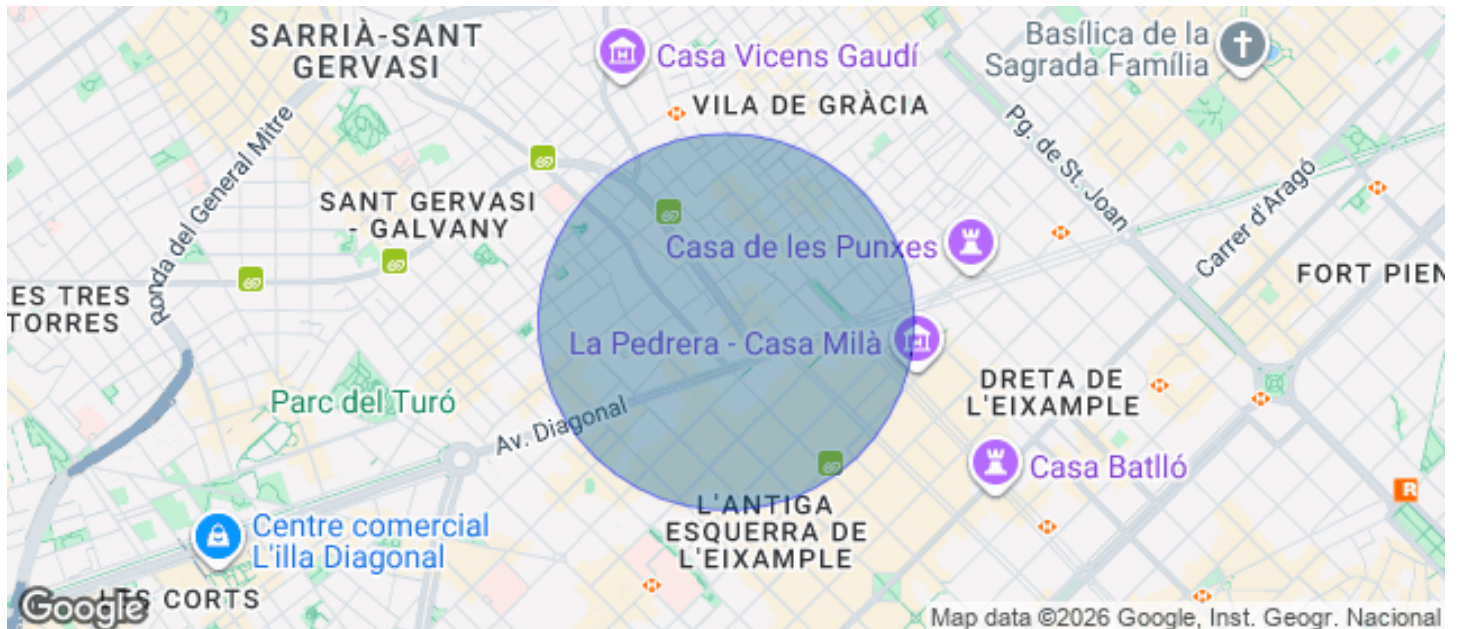 SARRIÀ-SANT
GERVASI
Casa Vicens Gaudí
Basílica de la
Sagrada Família
VILA DE GRÀCIA
Ronda del General Mitre
Pg. de St. Joan
Carrer d'Aragó
SANT GERVASI
- GALVANY
Casa de les Punxes
FORT PIEN
ES TRES
TORRES
La Pedrera - Casa Milà
DRETA DE
L'EIXAMPLE
Parc del Turó
Av. Diagonal
Casa Batlló
R
L'ANTIGA
ESQUERRA DE
L'EIXAMPLE
Centre comercial
L'illa Diagonal
Google
CORTS
Map data ©2026 Google, Inst. Geogr. Nacional